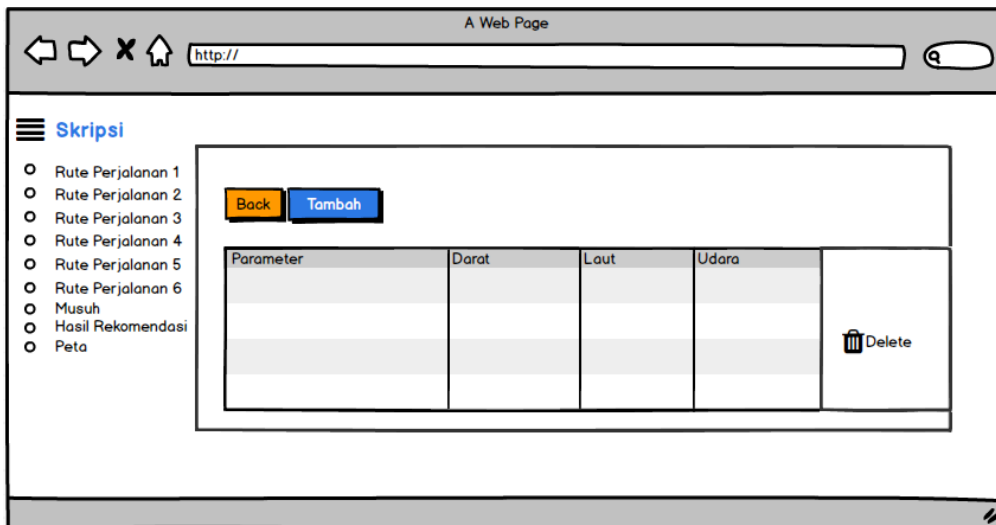 A Web Page
http://
Skripsi
Rute Perjalanan 1
Rute Perjalanan 2
Rute Perjalanan 3
Rute Perjalanan 4
Rute Perjalanan 5
Rute Perjalanan 6
Musuh
Hasil Rekomendasi
Peta
Back Tambah
Parameter Darat Laut Udara
Delete